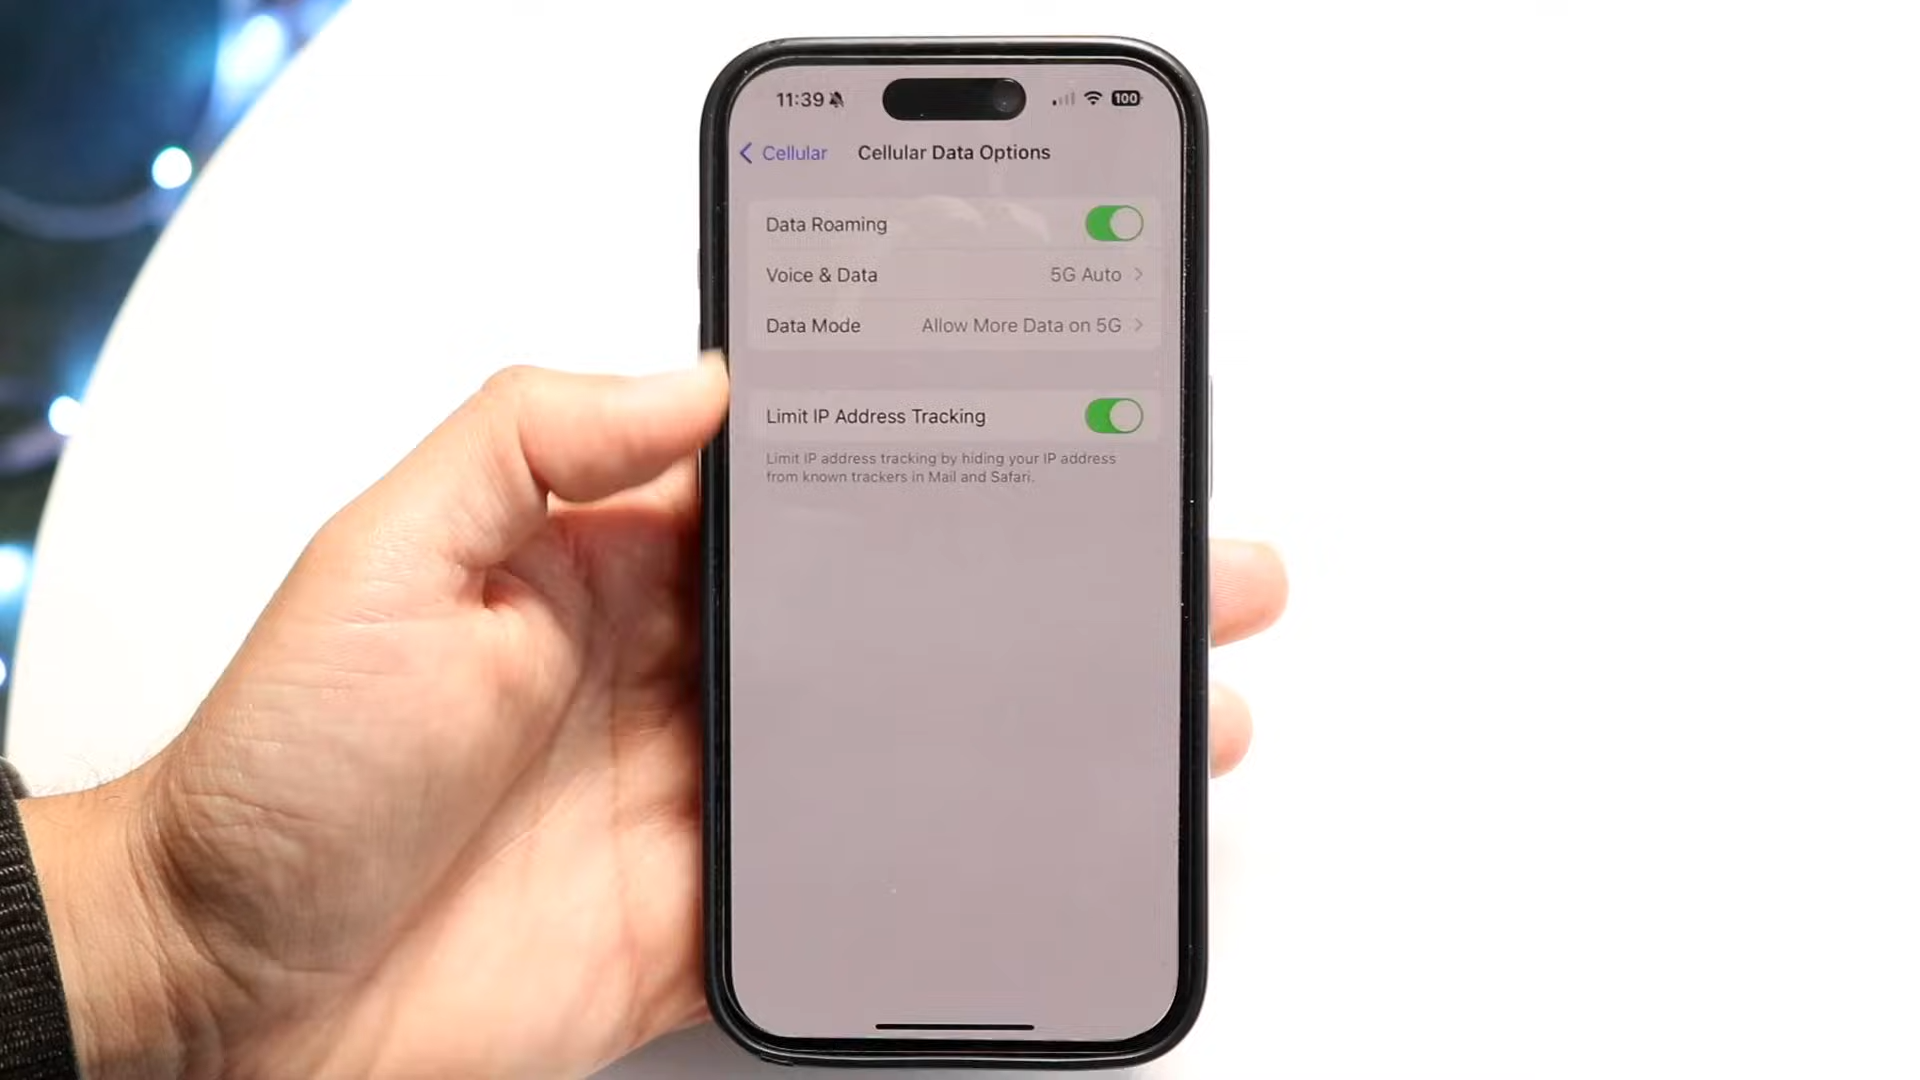 11:39
100
Cellular
Cellular Data Options
Data Roaming
Voice & Data 5G Auto
Data Mode Allow More Data on 5G
Limit IP Address Tracking
Limit IP address tracking by hiding your IP address
from known trackers in Mail and Safari.